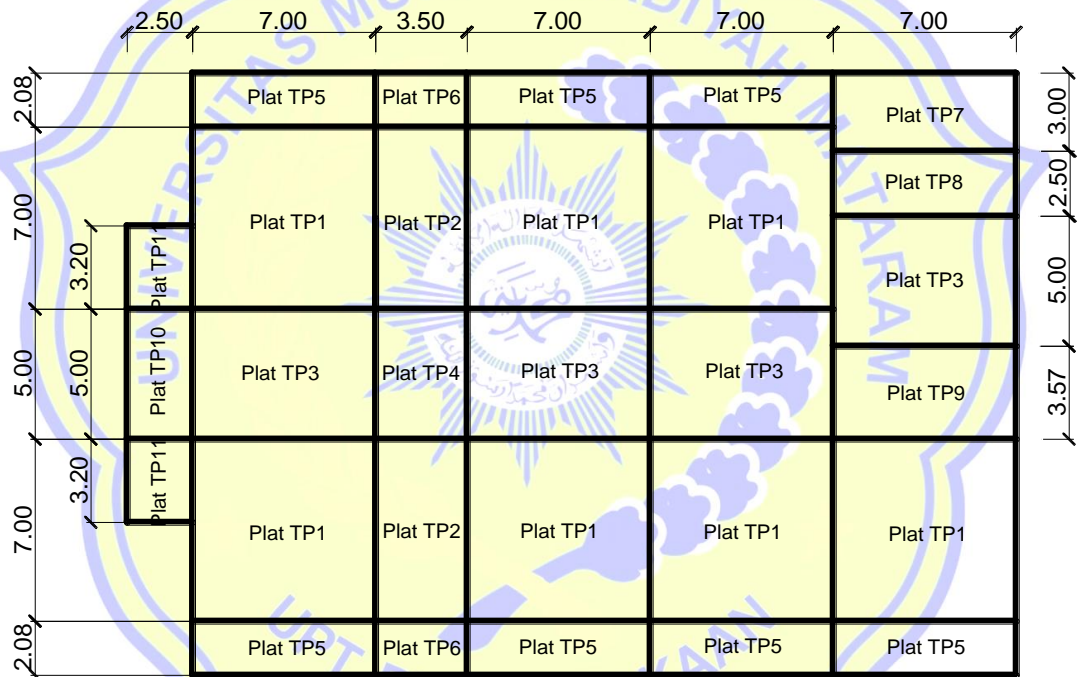 2.50 7.00 3.50 7.00 7.00 7.00
2.08 Plat TP5 Plat TP6 Plat TP5 Plat TP5 Plat TP7 3.00
Plat TP8 2.50
7.00 Plat TP1 Plat TP2 Plat TP1 Plat TP1
3.20 Plat TP11 Plat TP3 5.00
5.00 5.00 Plat TP10 Plat TP3 Plat TP4 Plat TP3 Plat TP3
Plat TP9 3.57
3.20 Plat TP11
7.00 Plat TP1 Plat TP2 Plat TP1 Plat TP1 Plat TP1
2.08 Plat TP5 Plat TP6 Plat TP5 Plat TP5 Plat TP5
UNIVERSITAS MUHAMMADIYAH MATARAM